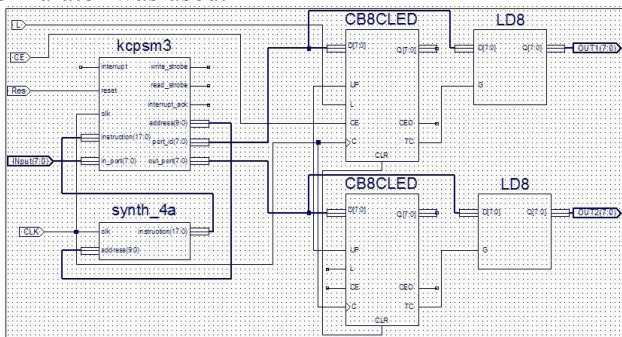 L
CE
Res
INput(7:0)
CLK
kcpsm3
interrupt
write_strobe
read_strobe
reset
interrupt_ack
clk
address(9:0)
instruction(17:0)
port_id(7:0)
in_port(7:0)
out_port(7:0)
synth_4a
clk
instruction(17:0)
address(9:0)
CB8CLED
D[7:0]
Q[7:0]
UP
L
CE
CEO
C
TC
CLR
LD8
D[7:0]
Q[7:0]
G
OUT1(7:0)
CB8CLED
D[7:0]
Q[7:0]
UP
L
CE
CEO
C
TC
CLR
LD8
D[7:0]
Q[7:0]
G
OUT2(7:0)